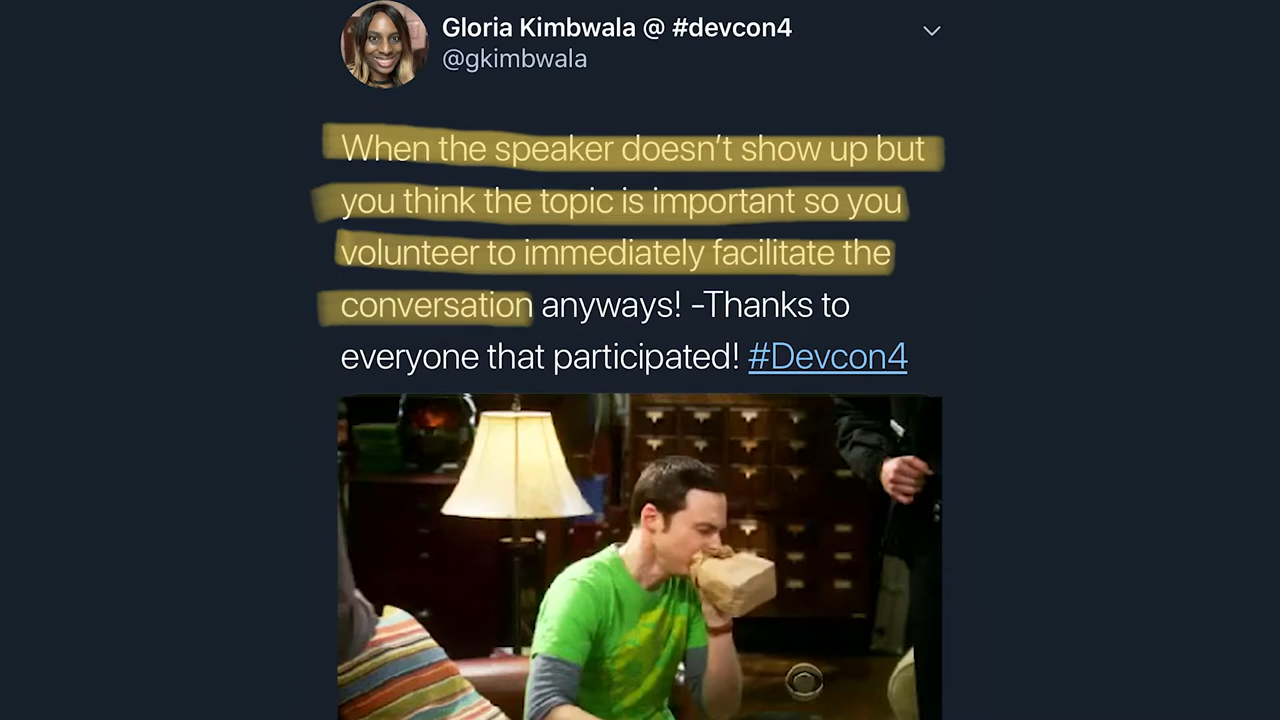 Gloria Kimbwala @ #devcon4
@gkimbwala
When the speaker doesn’t show up but
you think the topic is important so you
volunteer to immediately facilitate the
conversation anyways! -Thanks to
everyone that participated! #Devcon4